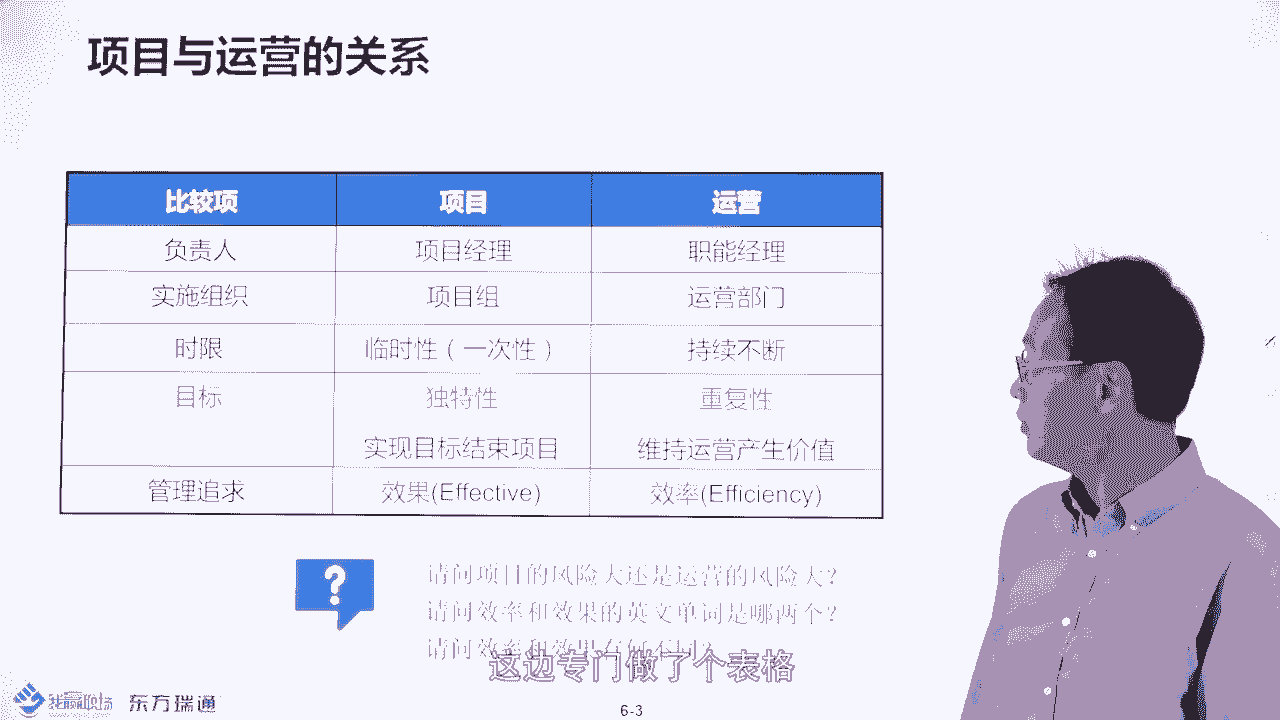 项目与运营的关系
比较项 项目 运营
负责人 项目经理 职能经理
实施组织 项目组 运营部门
时限 临时性（一次性） 持续不断
目标 独特性 重复性
实现目标结束项目 维持运营产生价值
管理追求 效果(Effective) 效率(Efficiency)
?
请问项目的风险大还是运营的风险大?
请问效率和效果的英文单词是哪两个?
请问效率和效果有何不同?
这边专门做了个表格
东方瑞通
6-3